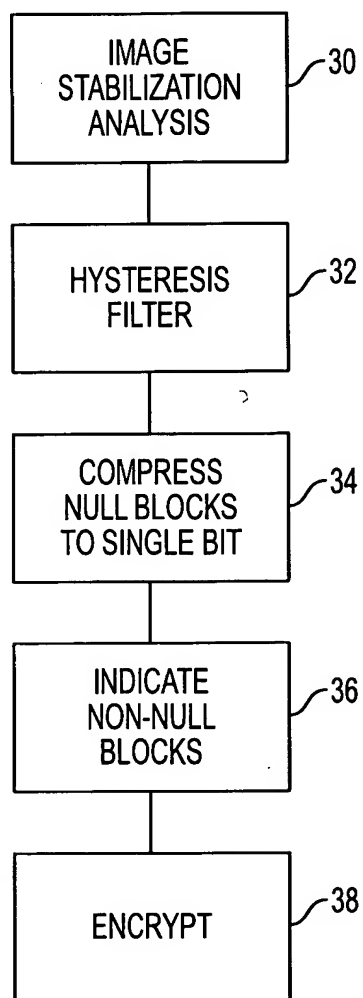 IMAGE
STABILIZATION
ANALYSIS
30
HYSTERESIS
FILTER
32
COMPRESS
NULL BLOCKS
TO SINGLE BIT
34
INDICATE
NON-NULL
BLOCKS
36
ENCRYPT
38